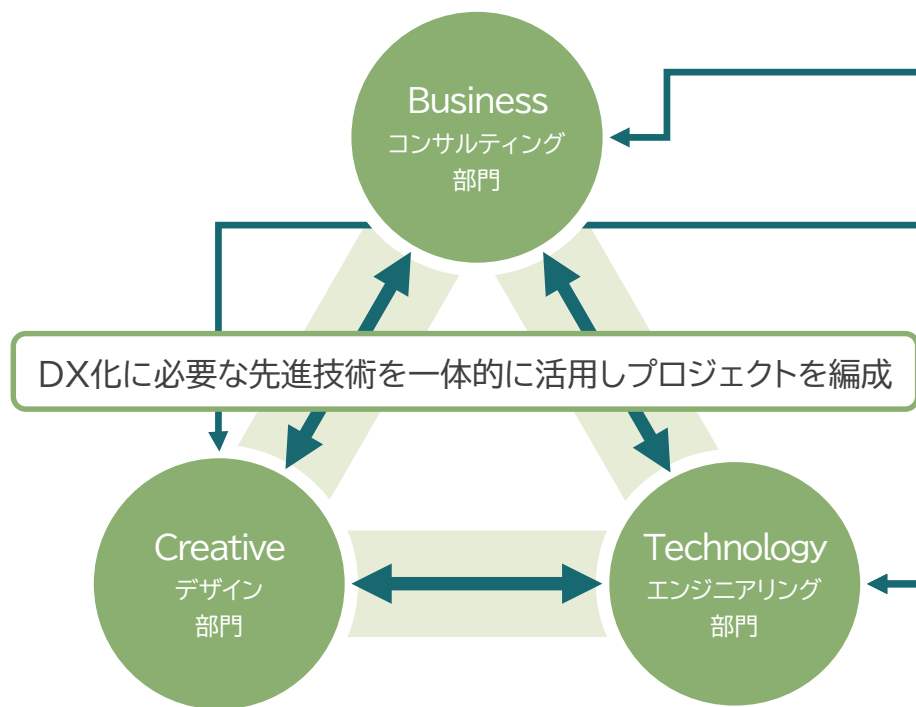 Business
コンサルティング
部門
DX化に必要な先進技術を一体的に活用しプロジェクトを編成
Creative
デザイン
部門
Technology
エンジニアリング
部門